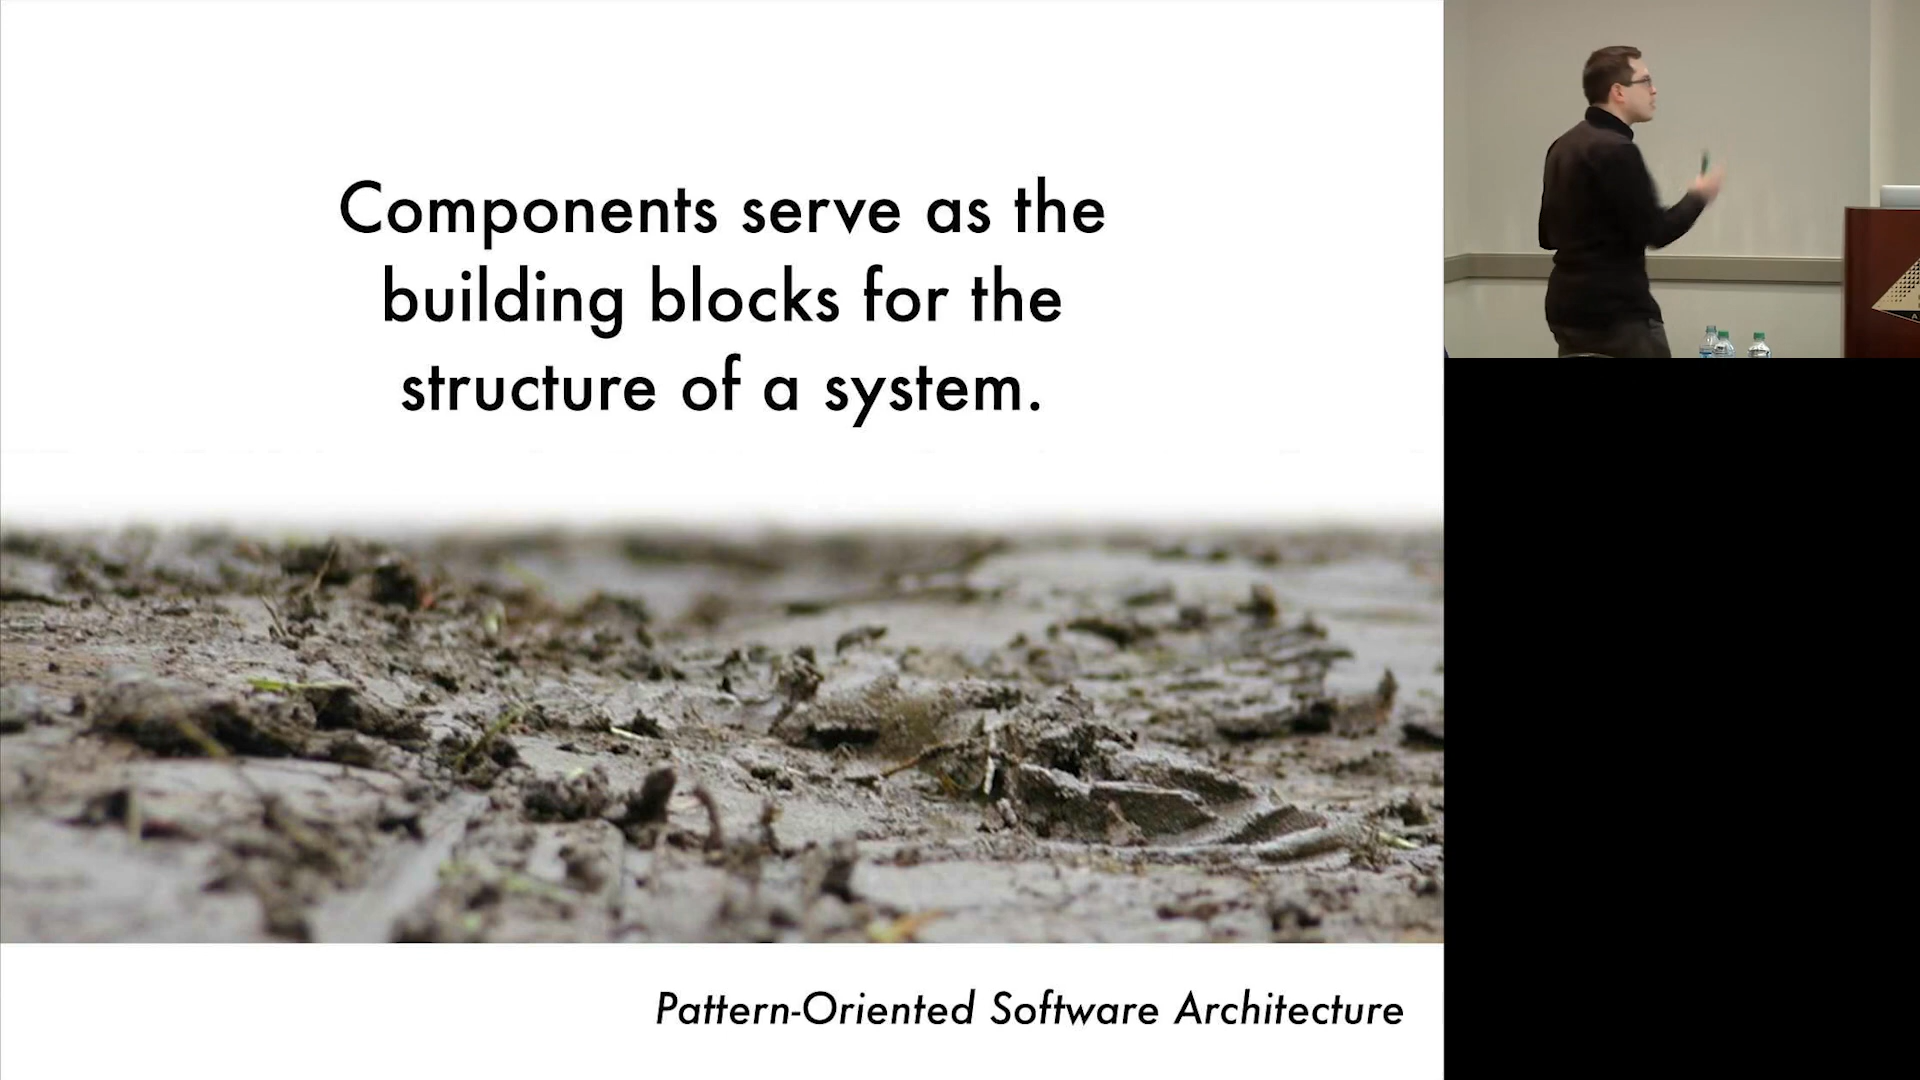 Components serve as the
building blocks for the
structure of a system.
Pattern-Oriented Software Architecture